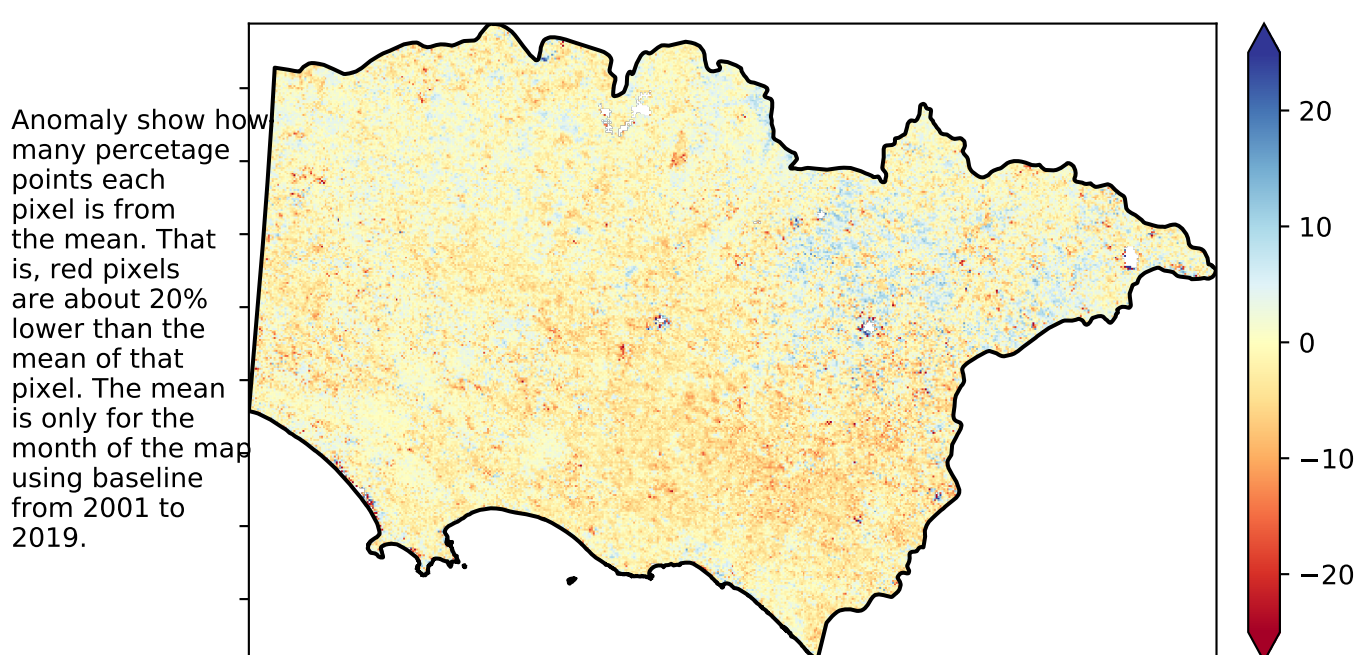 Anomaly show how
many percetage
points each
pixel is from
the mean. That
is, red pixels
are about 20%
lower than the
mean of that
pixel. The mean
is only for the
month of the map
using baseline
from 2001 to
2019.
20
10
0
−10
−20